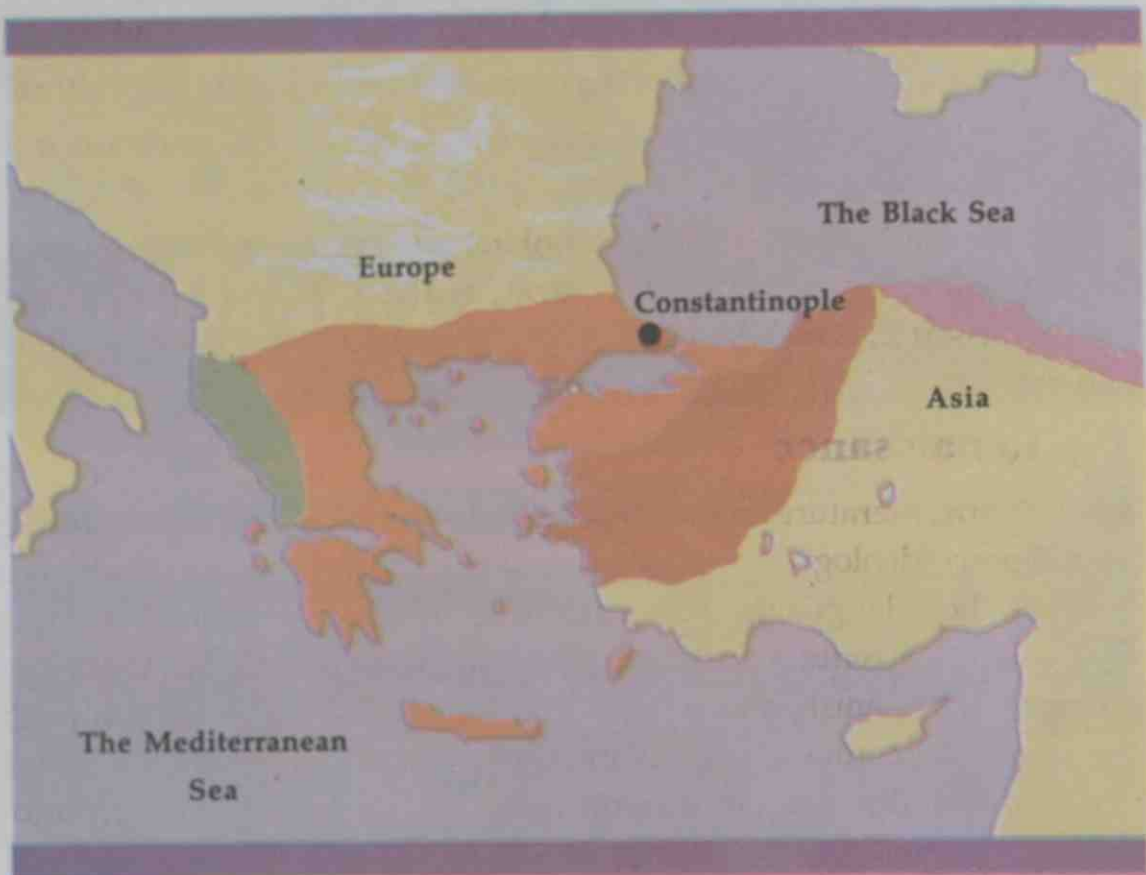 The Black Sea
Europe
Constantinople
Asia
The Mediterranean
Sea